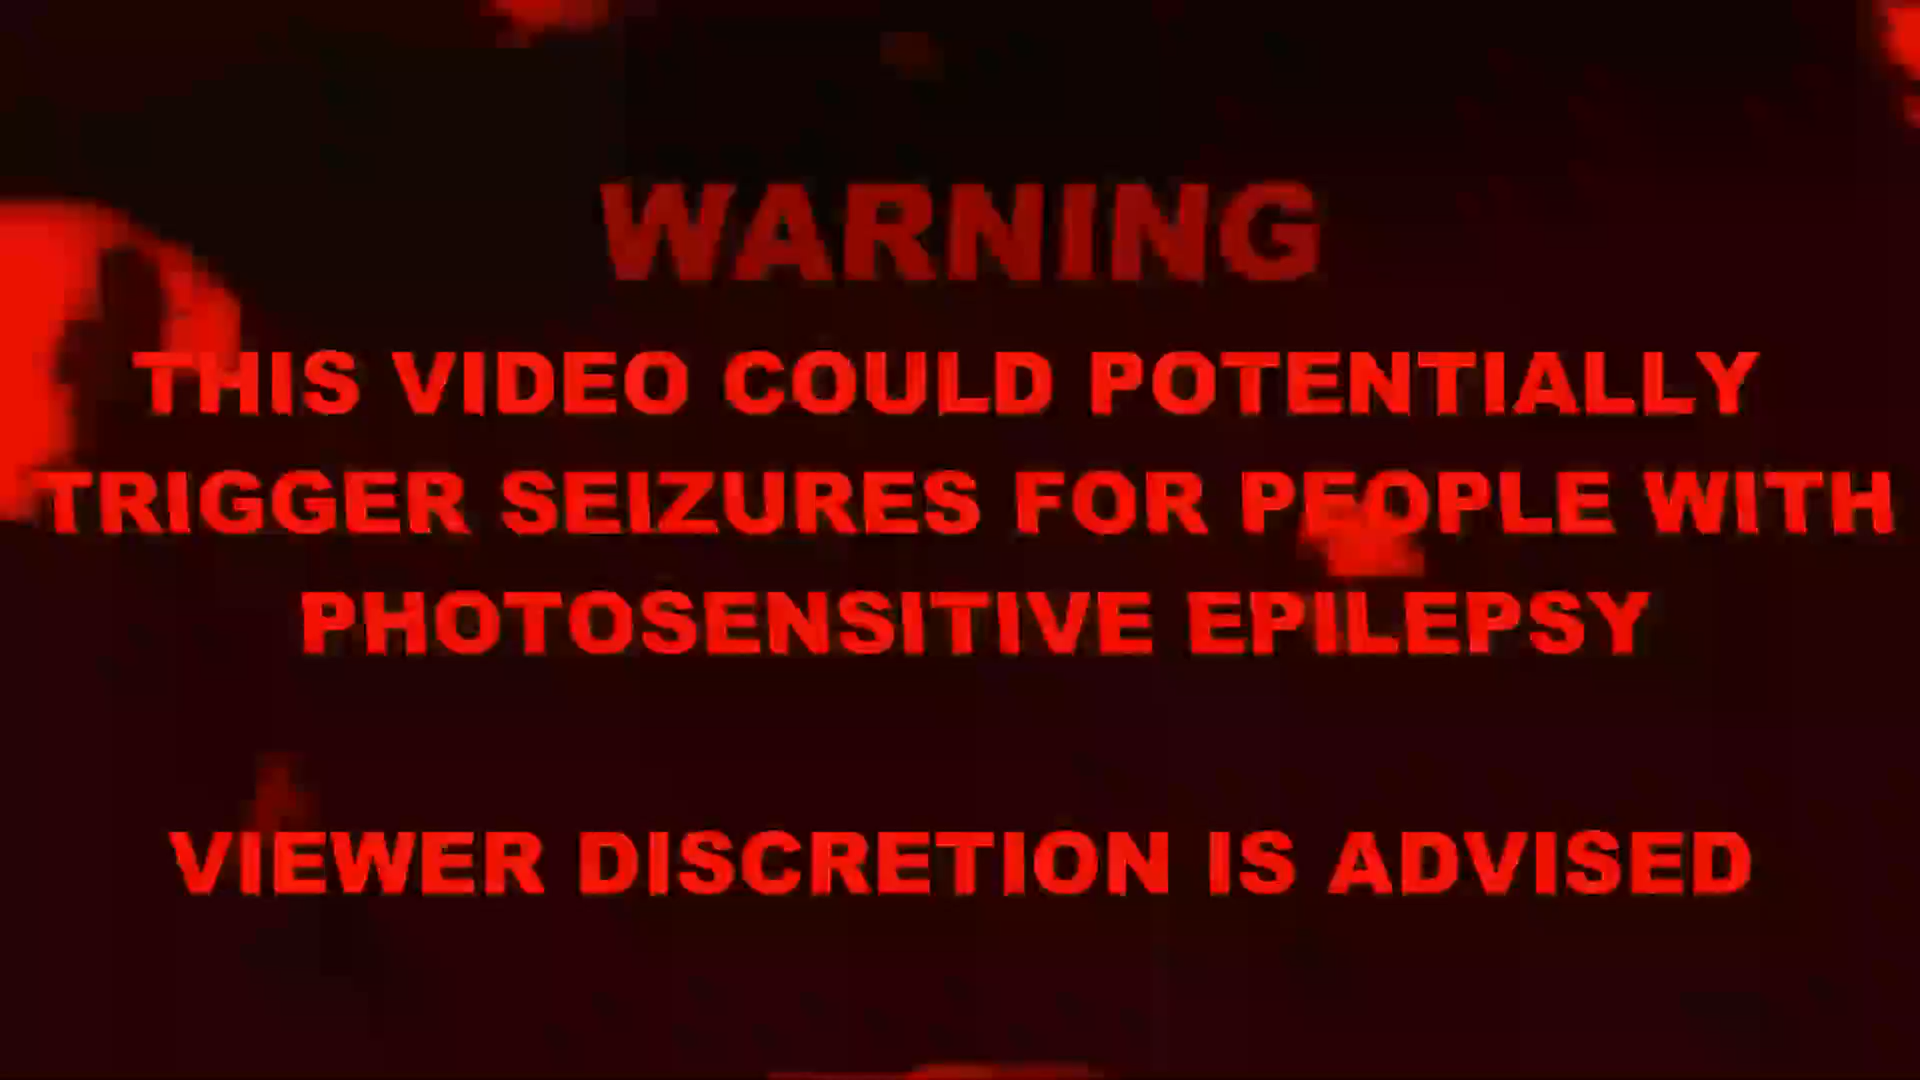 WARNING
THIS VIDEO COULD POTENTIALLY
TRIGGER SEIZURES FOR PEOPLE WITH
PHOTOSENSITIVE EPILEPSY
VIEWER DISCRETION IS ADVISED